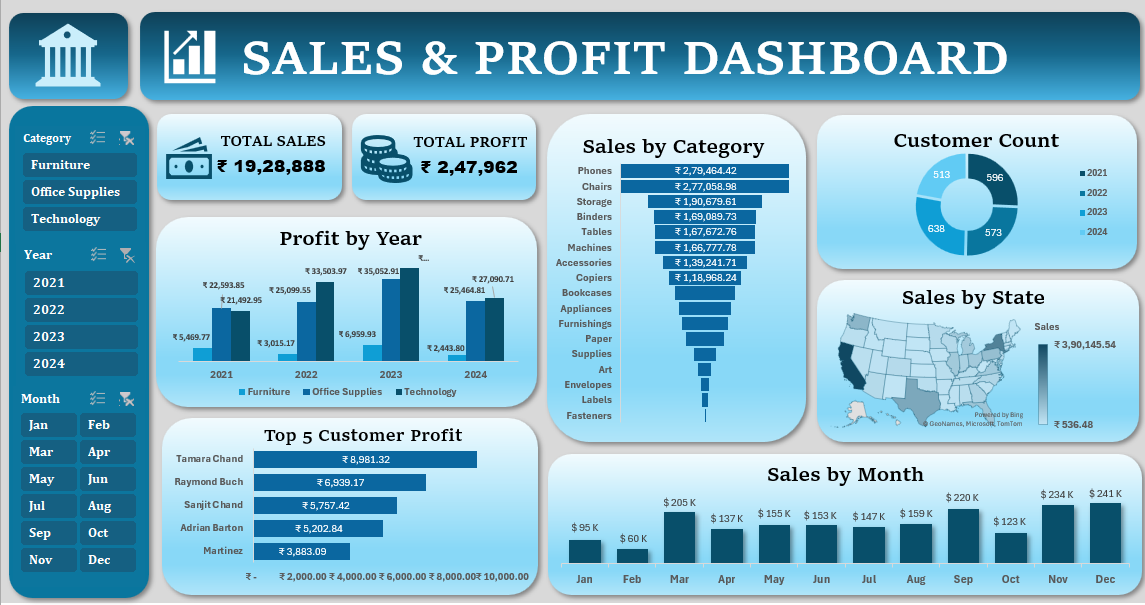 SALES & PROFIT DASHBOARD
Category
Furniture
Office Supplies
Technology
Year
2021
2022
2023
2024
Month
Jan Feb
Mar Apr
May Jun
Jul Aug
Sep Oct
Nov Dec
TOTAL SALES
₹ 19,28,888
TOTAL PROFIT
₹ 2,47,962
Profit by Year
₹ 5,469.77
₹ 22,593.85
₹ 21,492.95
₹ 3,015.17
₹ 25,099.55
₹ 33,503.97
₹ 6,959.93
₹ 35,052.91
₹...
₹ 2,443.80
₹ 25,464.81
₹ 27,090.71
2021 2022 2023 2024
Furniture Office Supplies Technology
Top 5 Customer Profit
Tamara Chand ₹ 8,981.32
Raymond Buch ₹ 6,939.17
Sanjit Chand ₹ 5,757.42
Adrian Barton ₹ 5,202.84
Martinez ₹ 3,883.09
₹ - ₹ 2,000.00 ₹ 4,000.00 ₹ 6,000.00 ₹ 8,000.00 ₹ 10,000.00
Sales by Category
Phones ₹ 2,79,464.42
Chairs ₹ 2,77,058.98
Storage ₹ 1,90,679.61
Binders ₹ 1,69,089.73
Tables ₹ 1,67,672.76
Machines ₹ 1,66,777.78
Accessories ₹ 1,39,241.71
Copiers ₹ 1,18,968.24
Bookcases
Appliances
Furnishings
Paper
Supplies
Art
Envelopes
Labels
Fasteners
Customer Count
513 596
638 573
2021
2022
2023
2024
Sales by State
Sales
₹ 3,90,145.54
₹ 536.48
Powered by Bing
© GeoNames, Microsoft, TomTom
Sales by Month
$ 95 K $ 60 K $ 205 K $ 137 K $ 155 K $ 153 K $ 147 K $ 159 K $ 220 K $ 123 K $ 234 K $ 241 K
Jan Feb Mar Apr May Jun Jul Aug Sep Oct Nov Dec